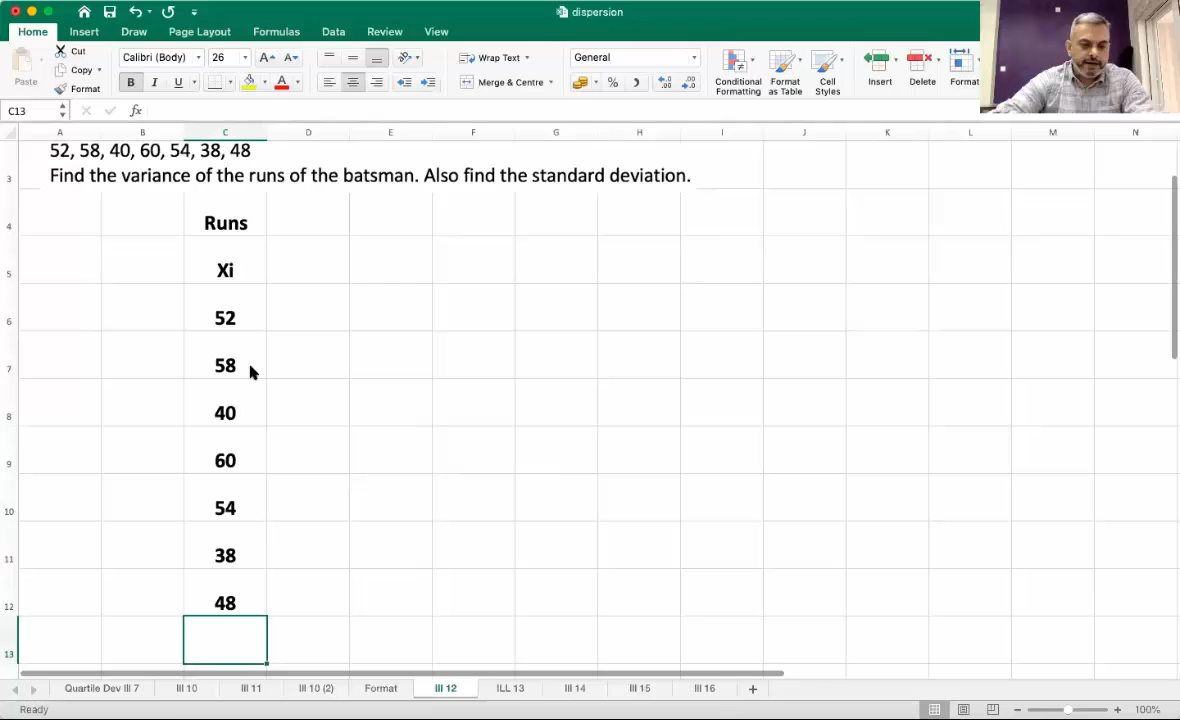 dispersion
Home Insert Draw Page Layout Formulas Data Review View
Paste Cut Copy Format
Calibri (Body) 26 A A
B I U A
Wrap Text
Merge & Centre
General
% )
Conditional Formatting Format as Table Cell Styles Insert Delete Format
C13 fx
A B C D E F G H I J K L M N
52, 58, 40, 60, 54, 38, 48
3 Find the variance of the runs of the batsman. Also find the standard deviation.
4 Runs
5 Xi
6 52
7 58
8 40
9 60
10 54
11 38
12 48
13
Quartile Dev Ill 7 Ill 10 Ill 11 Ill 10 (2) Format Ill 12 ILL 13 Ill 14 Ill 15 Ill 16 +
Ready 100%